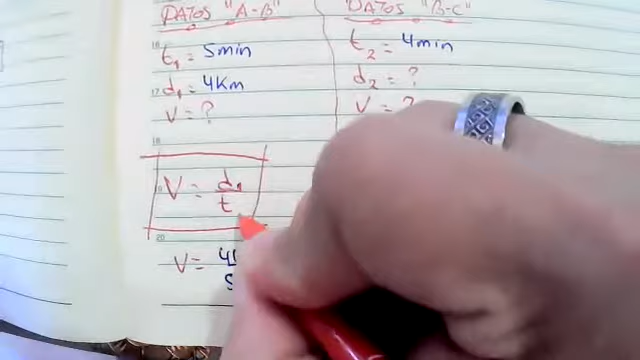 DATOS "A-B"
t1 = 5min
d1 = 4Km
V = ?
DATOS "B-C"
t2 = 4min
d2 = ?
V = ?
V = d1
t
V =